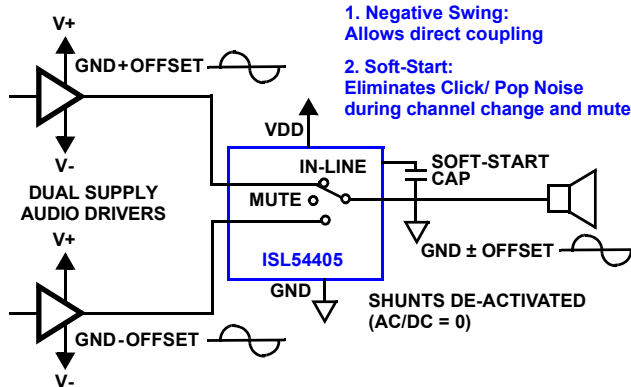 V+
1. Negative Swing:
Allows direct coupling
GND+OFFSET
2. Soft-Start:
Eliminates Click/ Pop Noise
during channel change and mute
VDD
V-
IN-LINE
SOFT-START
CAP
DUAL SUPPLY
AUDIO DRIVERS
MUTE
V+
ISL54405
GND ± OFFSET
GND
SHUNTS DE-ACTIVATED
(AC/DC = 0)
GND-OFFSET
V-